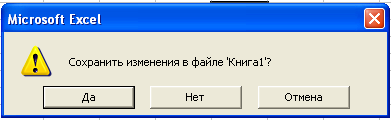 Microsoft Excel
Сохранить изменения в файле 'Книга1'?
Да
Нет
Отмена